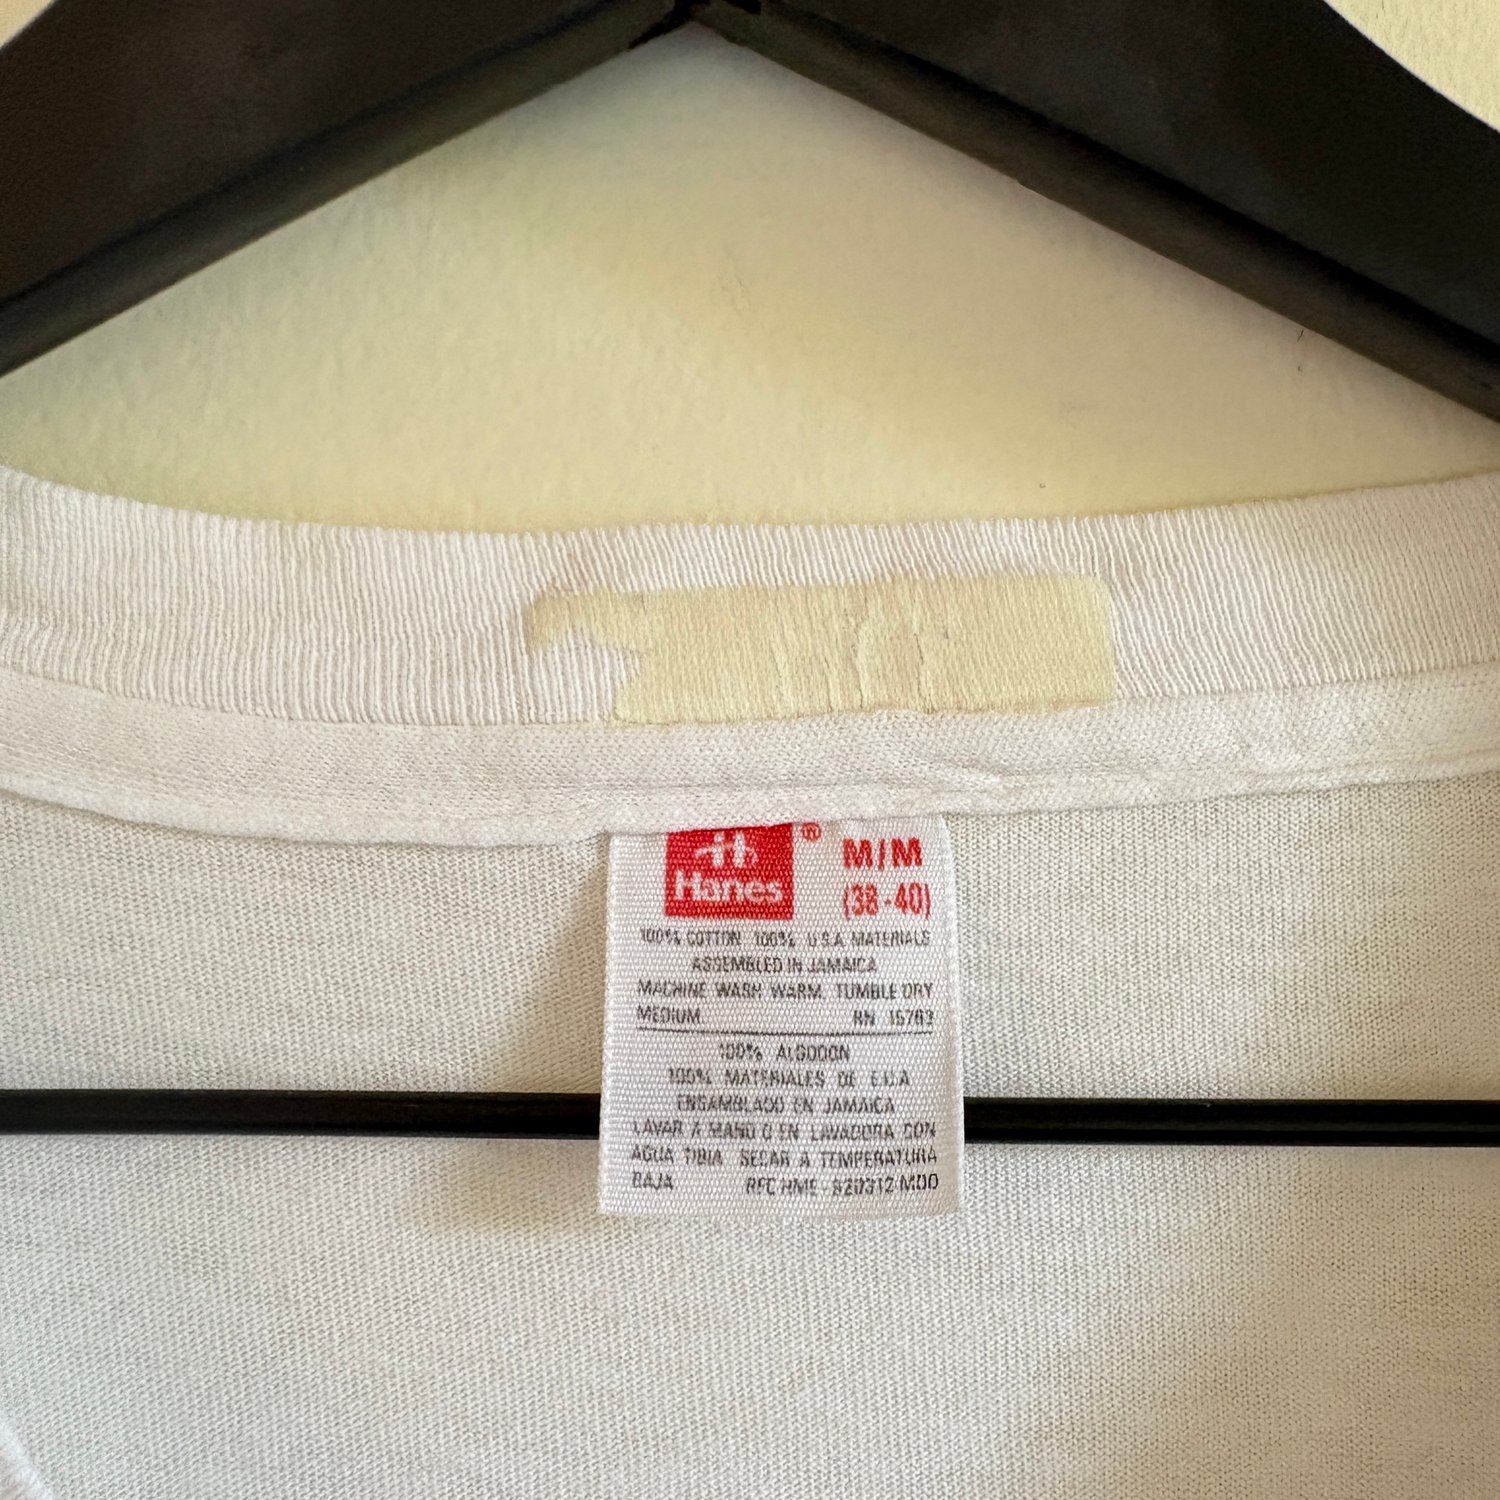 Hanes ® M/M
(38-40)
100% COTTON 100% U.S.A. MATERIALS
ASSEMBLED IN JAMAICA
MACHINE WASH WARM, TUMBLE DRY
MEDIUM RN 15763
100% ALGODON
100% MATERIALES DE E.U.A
ENSAMBLADO EN JAMAICA
LAVAR A MANO O EN LAVADORA CON
AGUA TIBIA SECAR A TEMPERATURA
BAJA RFC HME-820312-MD0